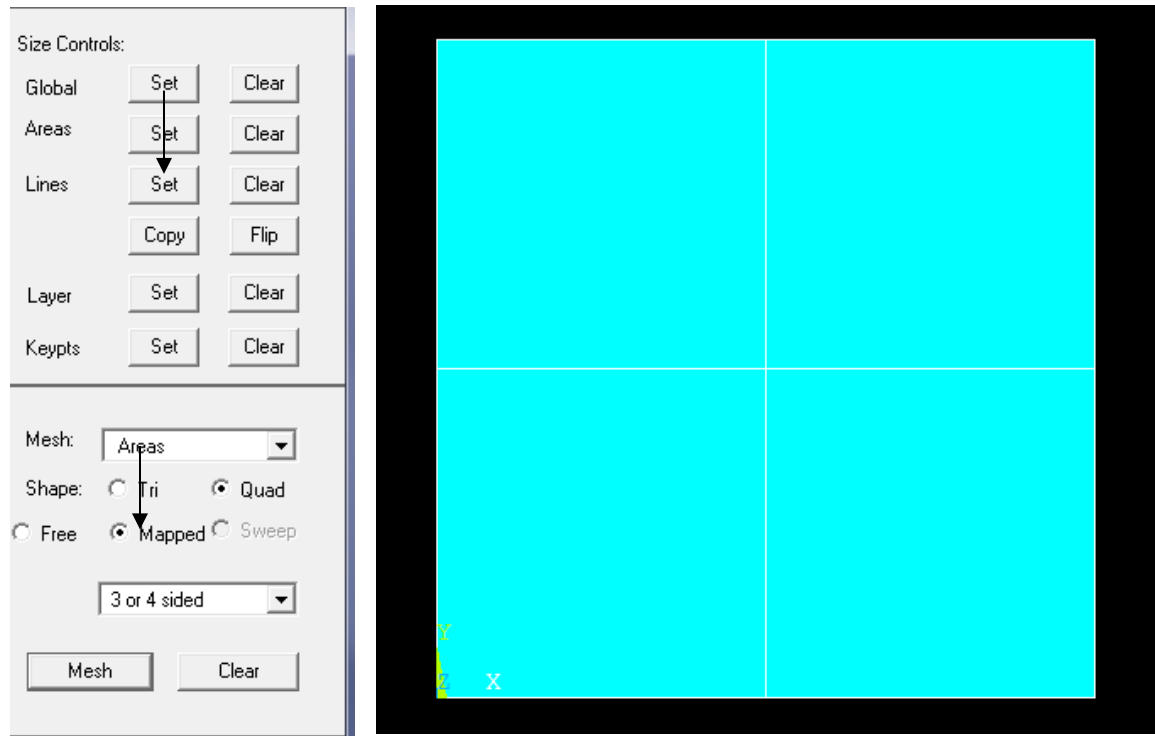 Size Controls:
Global Set Clear
Areas Set Clear
Lines Set Clear
Copy Flip
Layer Set Clear
Keypts Set Clear
Mesh: Areas
Shape: Tri Quad
Free Mapped Sweep
3 or 4 sided
Mesh Clear
Y
Z X